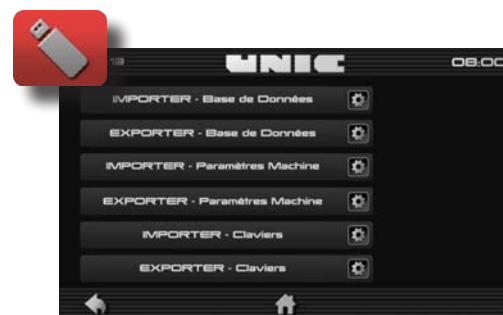 13 UNIC 08:00
IMPORTER - Base de Données
EXPORTER - Base de Données
IMPORTER - Paramètres Machine
EXPORTER - Paramètres Machine
IMPORTER - Claviers
EXPORTER - Claviers